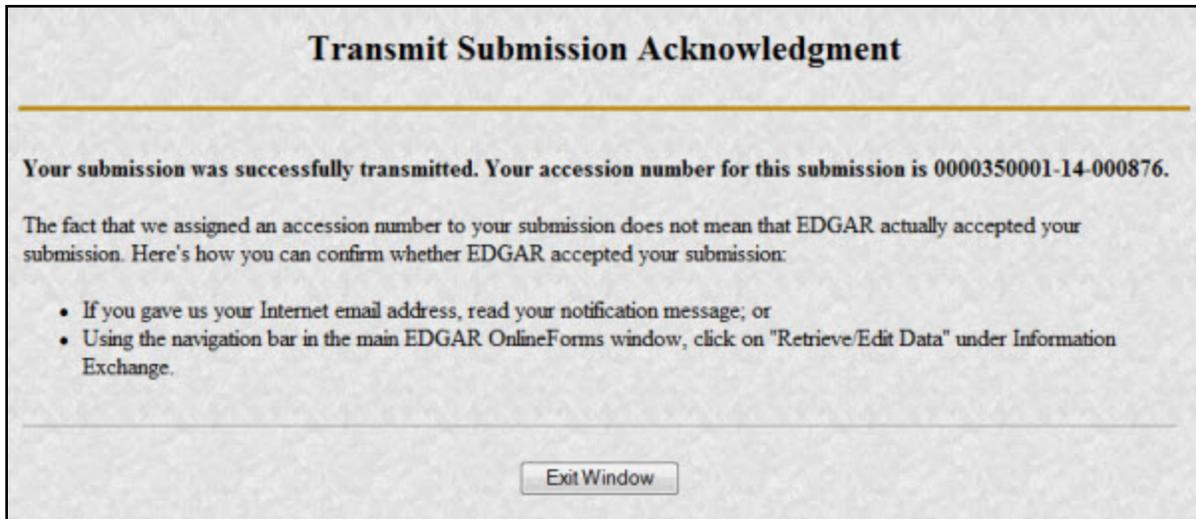 Transmit Submission Acknowledgment
Your submission was successfully transmitted. Your accession number for this submission is 0000350001-14-000876.
The fact that we assigned an accession number to your submission does not mean that EDGAR actually accepted your
submission. Here's how you can confirm whether EDGAR accepted your submission:
• If you gave us your Internet email address, read your notification message; or
• Using the navigation bar in the main EDGAR OnlineForms window, click on "Retrieve/Edit Data" under Information
Exchange.
Exit Window